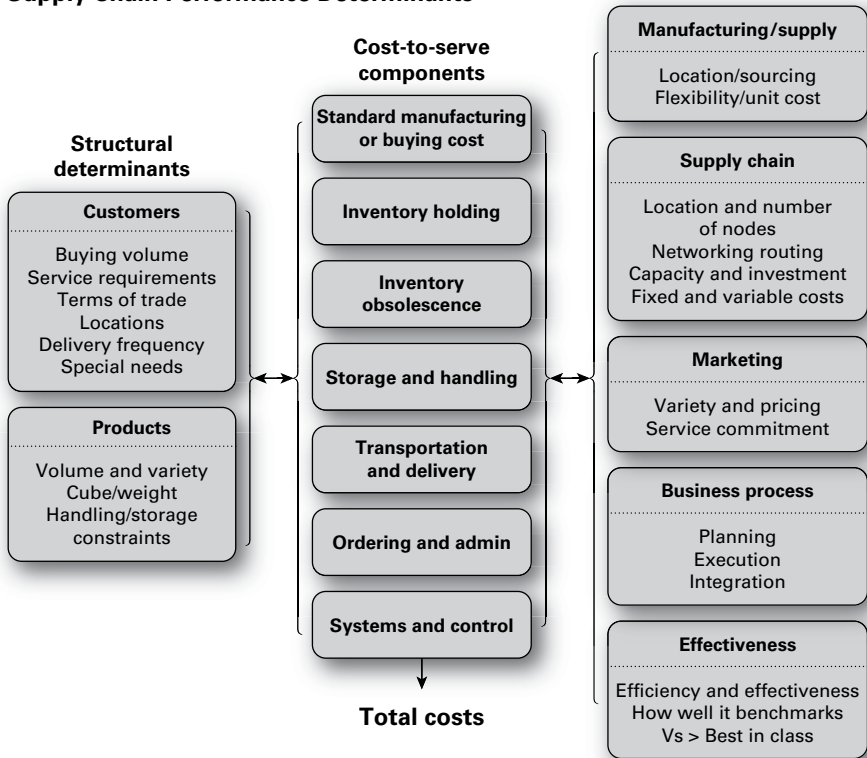 Supply Chain Performance Determinants
Structural
determinants
Customers
Buying volume
Service requirements
Terms of trade
Locations
Delivery frequency
Special needs
Products
Volume and variety
Cube/weight
Handling/storage
constraints
Cost-to-serve
components
Standard manufacturing
or buying cost
Inventory holding
Inventory
obsolescence
Storage and handling
Transportation
and delivery
Ordering and admin
Systems and control
Total costs
Manufacturing/supply
Location/sourcing
Flexibility/unit cost
Supply chain
Location and number
of nodes
Networking routing
Capacity and investment
Fixed and variable costs
Marketing
Variety and pricing
Service commitment
Business process
Planning
Execution
Integration
Effectiveness
Efficiency and effectiveness
How well it benchmarks
Vs > Best in class